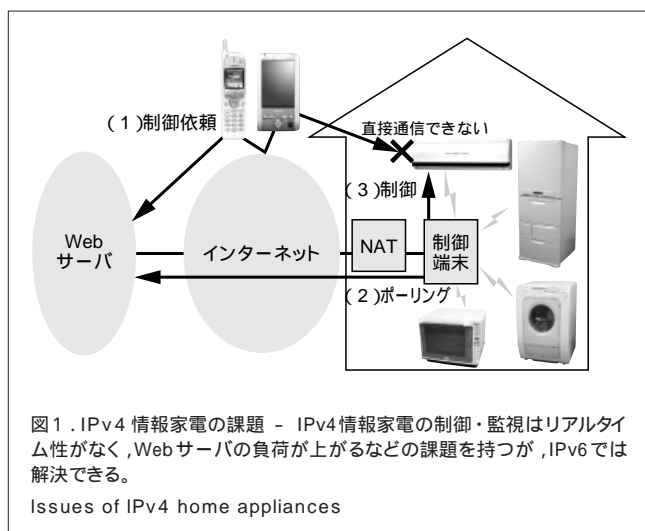 (1)制御依頼
直接通信できない
(3)制御
Web
サーバ
インターネット
NAT
制御
端末
(2)ポーリング
図1.IPv4情報家電の課題 - IPv4情報家電の制御・監視はリアルタイ
ム性がなく,Webサーバの負荷が上がるなどの課題を持つが,IPv6では
解決できる。
Issues of IPv4 home appliances